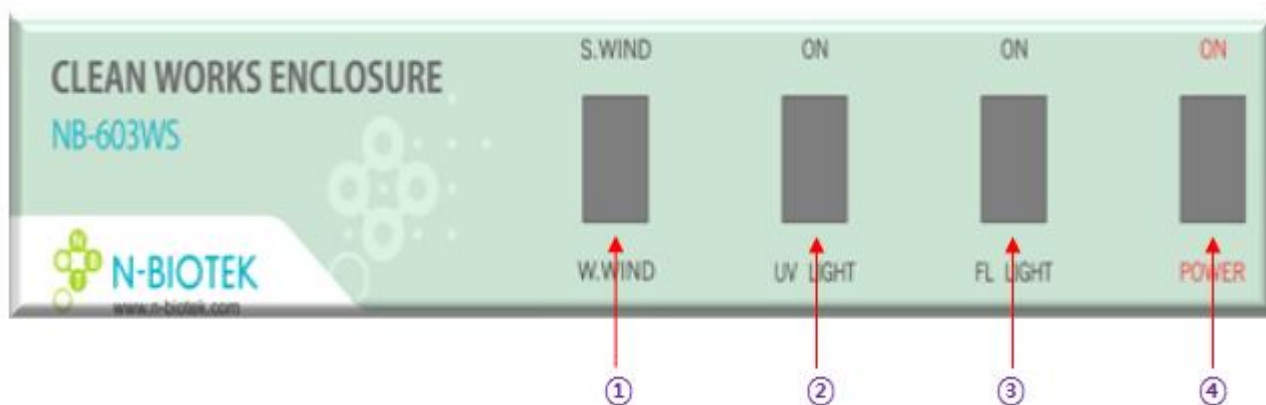 CLEAN WORKS ENCLOSURE
NB-603WS
N-BIOTEK
www.n-biotek.com
S.WIND ON ON ON
W.WIND UV LIGHT FL LIGHT POWER
① ② ③ ④